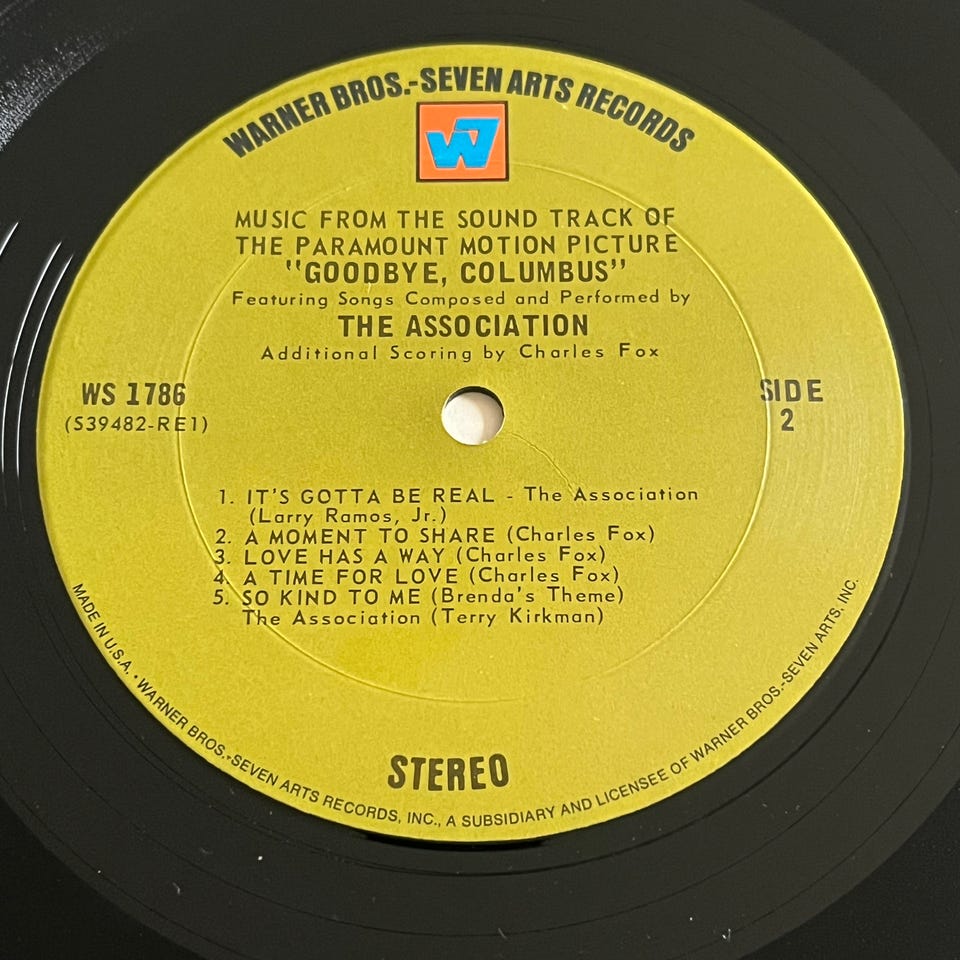 WARNER BROS.-SEVEN ARTS RECORDS
W7
MUSIC FROM THE SOUND TRACK OF
THE PARAMOUNT MOTION PICTURE
"GOODBYE, COLUMBUS"
Featuring Songs Composed and Performed by
THE ASSOCIATION
Additional Scoring by Charles Fox
WS 1786
(S39482-RE1)
SIDE
2
1. IT'S GOTTA BE REAL - The Association
(Larry Ramos, Jr.)
2. A MOMENT TO SHARE (Charles Fox)
3. LOVE HAS A WAY (Charles Fox)
4. A TIME FOR LOVE (Charles Fox)
5. SO KIND TO ME (Brenda's Theme)
The Association (Terry Kirkman)
STEREO
MADE IN U.S.A. • WARNER BROS.-SEVEN ARTS RECORDS, INC., A SUBSIDIARY AND LICENSEE OF WARNER BROS.-SEVEN ARTS, INC.